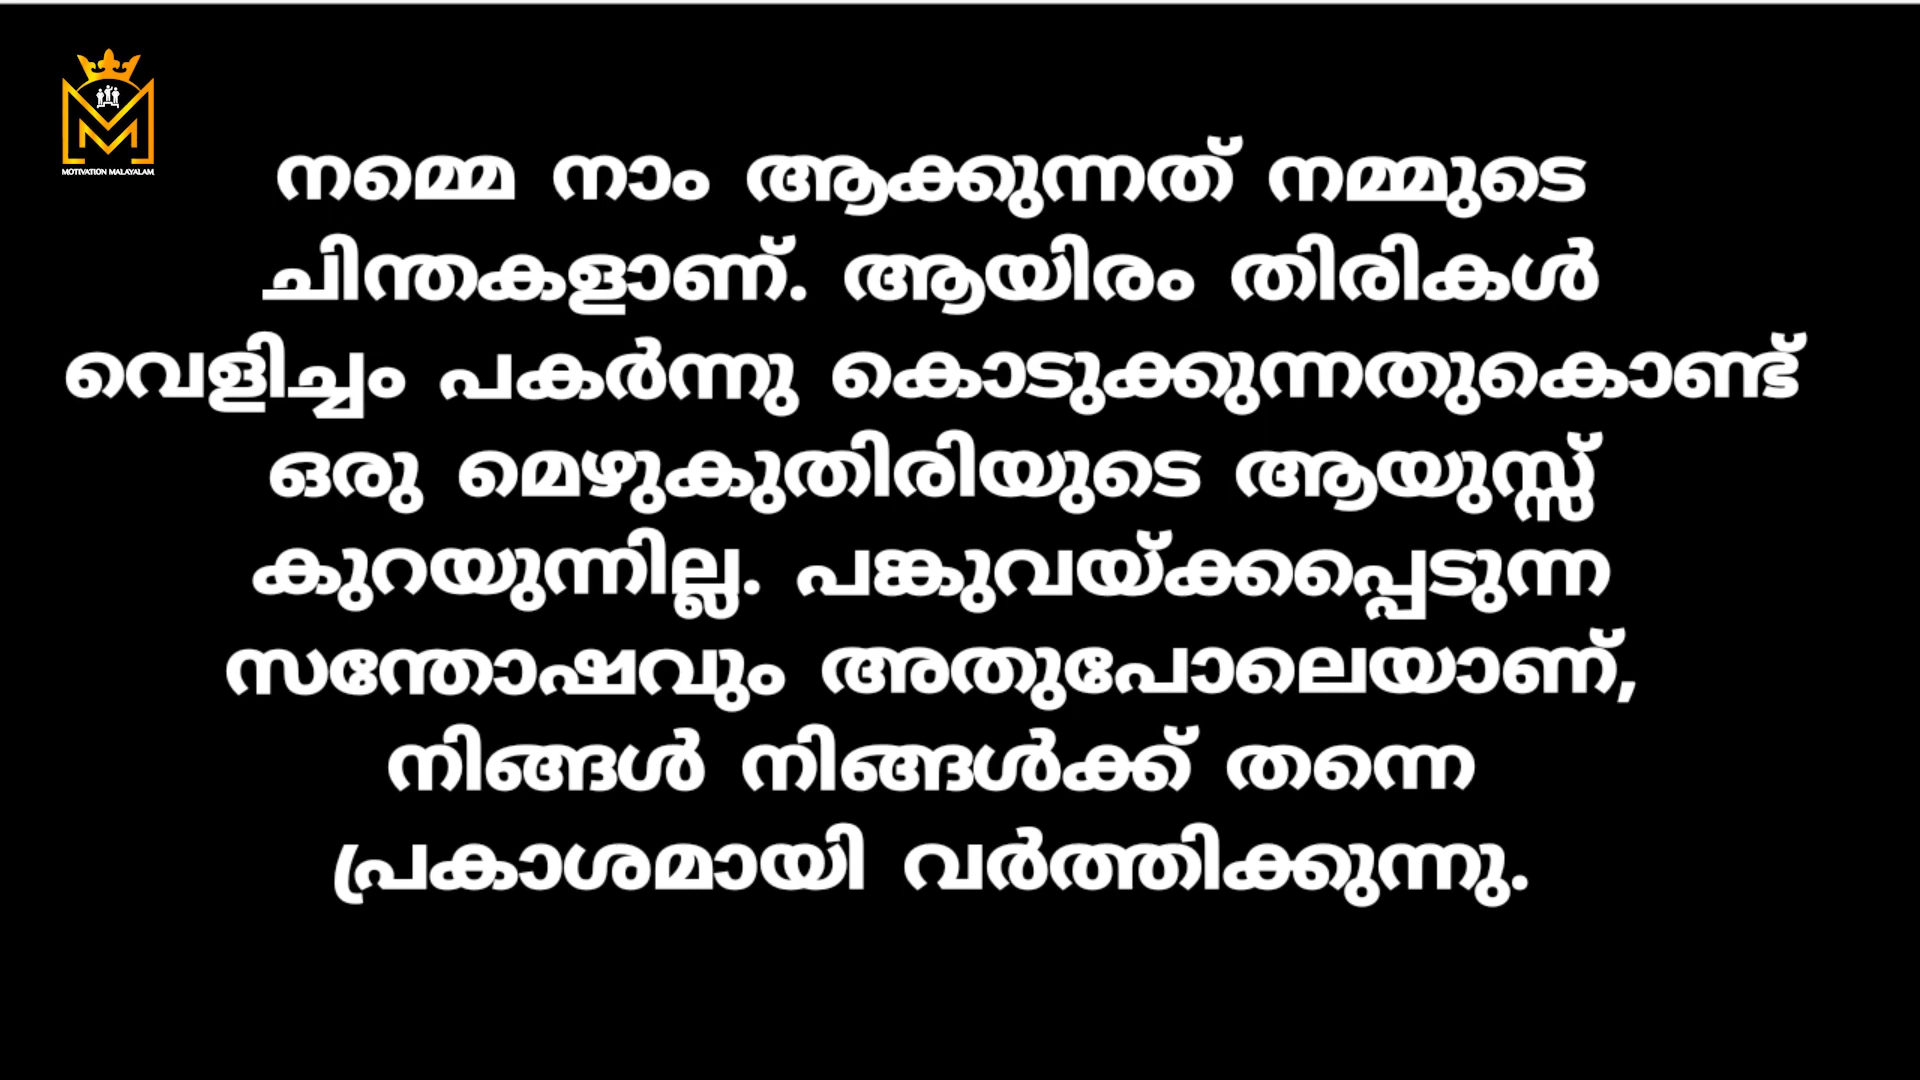 MOTIVATION MALAYALAM
നമ്മെ നാം ആക്കുന്നത് നമ്മുടെ
ചിന്തകളാണ്. ആയിരം തിരികൾ
വെളിച്ചം പകർന്നു കൊടുക്കുന്നതുകൊണ്ട്
ഒരു മെഴുകുതിരിയുടെ ആയുസ്സ്
കുറയുന്നില്ല. പങ്കുവയ്ക്കപ്പെടുന്ന
സന്തോഷവും അതുപോലെയാണ്,
നിങ്ങൾ നിങ്ങൾക്ക് തന്നെ
പ്രകാശമായി വർത്തിക്കുന്നു.